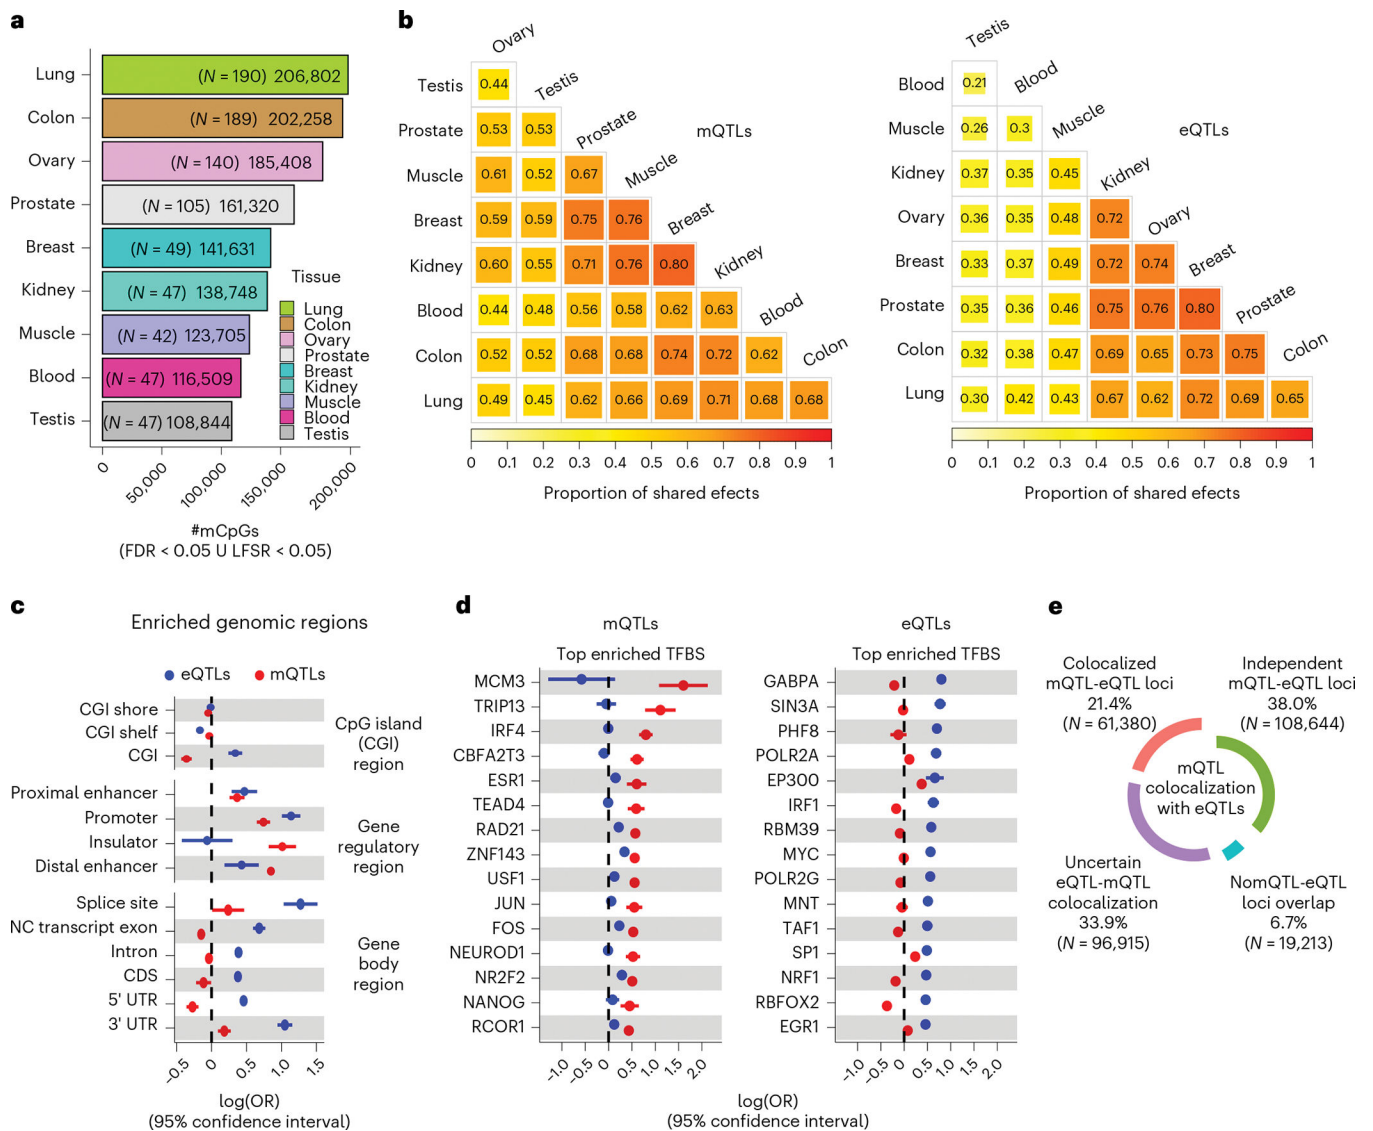 a
Lung (N = 190) 206,802
Colon (N = 189) 202,258
Ovary (N = 140) 185,408
Prostate (N = 105) 161,320
Breast (N = 49) 141,631
Kidney (N = 47) 138,748
Muscle (N = 42) 123,705
Blood (N = 47) 116,509
Testis (N = 47) 108,844
Tissue
Lung
Colon
Ovary
Prostate
Breast
Kidney
Muscle
Blood
Testis
0 50,000 100,000 150,000 200,000
#mCpGs
(FDR < 0.05 U LFSR < 0.05)
b
mQTLs
Ovary
Testis 0.44 Testis
Prostate 0.53 0.53 Prostate
Muscle 0.61 0.52 0.67 Muscle
Breast 0.59 0.59 0.75 0.76 Breast
Kidney 0.60 0.55 0.71 0.76 0.80 Kidney
Blood 0.44 0.48 0.56 0.58 0.62 0.63 Blood
Colon 0.52 0.52 0.68 0.68 0.74 0.72 0.62 Colon
Lung 0.49 0.45 0.62 0.66 0.69 0.71 0.68 0.68
0 0.1 0.2 0.3 0.4 0.5 0.6 0.7 0.8 0.9 1
Proportion of shared efects
eQTLs
Testis
Blood 0.21 Blood
Muscle 0.26 0.3 Muscle
Kidney 0.37 0.35 0.45 Kidney
Ovary 0.36 0.35 0.48 0.72 Ovary
Breast 0.33 0.37 0.49 0.72 0.74 Breast
Prostate 0.35 0.36 0.46 0.75 0.76 0.80 Prostate
Colon 0.32 0.38 0.47 0.69 0.65 0.73 0.75 Colon
Lung 0.30 0.42 0.43 0.67 0.62 0.72 0.69 0.65
0 0.1 0.2 0.3 0.4 0.5 0.6 0.7 0.8 0.9 1
Proportion of shared efects
c
Enriched genomic regions
eQTLs mQTLs
CGI shore
CGI shelf
CGI
CpG island
(CGI)
region
Proximal enhancer
Promoter
Insulator
Distal enhancer
Gene
regulatory
region
Splice site
NC transcript exon
Intron
CDS
5' UTR
3' UTR
Gene
body
region
−0.5 0 0.5 1.0 1.5
log(OR)
(95% confidence interval)
d
mQTLs
Top enriched TFBS
MCM3
TRIP13
IRF4
CBFA2T3
ESR1
TEAD4
RAD21
ZNF143
USF1
JUN
FOS
NEUROD1
NR2F2
NANOG
RCOR1
−1.0 −0.5 0 0.5 1.0 1.5 2.0
eQTLs
Top enriched TFBS
GABPA
SIN3A
PHF8
POLR2A
EP300
IRF1
RBM39
MYC
POLR2G
MNT
TAF1
SP1
NRF1
RBFOX2
EGR1
−1.0 −0.5 0 0.5 1.0 1.5 2.0
log(OR)
(95% confidence interval)
e
Colocalized
mQTL-eQTL loci
21.4%
(N = 61,380)
Independent
mQTL-eQTL loci
38.0%
(N = 108,644)
mQTL
colocalization
with eQTLs
Uncertain
eQTL-mQTL
colocalization
33.9%
(N = 96,915)
NomQTL-eQTL
loci overlap
6.7%
(N = 19,213)